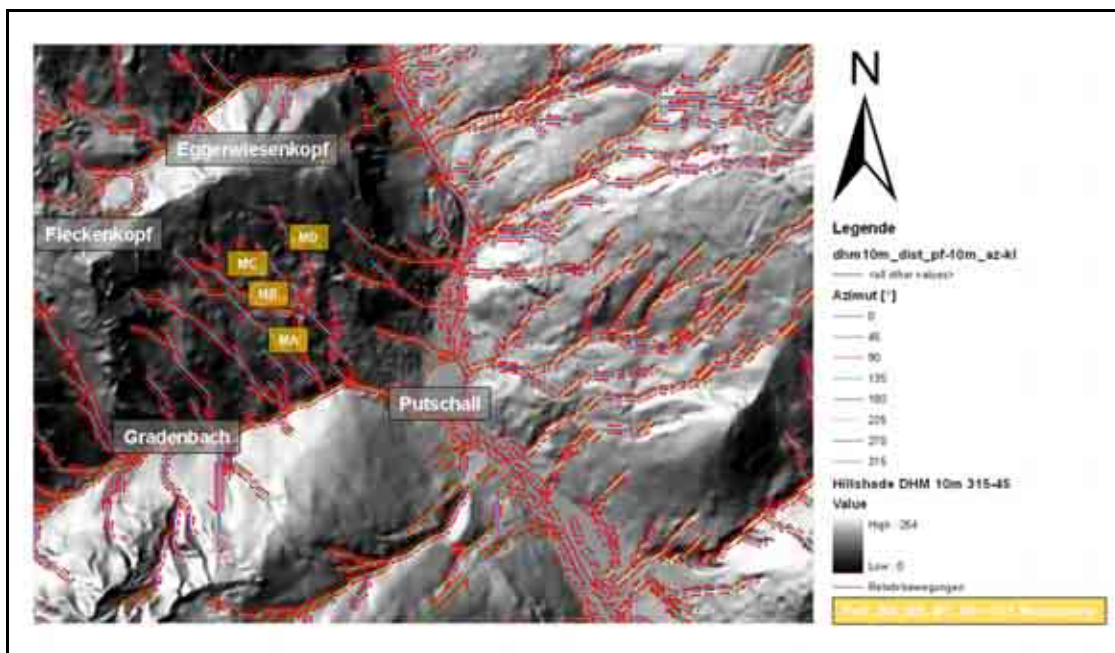 N
Eggerwiesenkopf
Fleckenkopf
MD
MC
MB
MA
Putschall
Gradenbach
Legende
dhm10m_dist_pf-10m_az-kl
<all other values>
Azimut [°]
0
45
90
135
180
225
270
315
Hillshade DHM 10m 315-45
Value
High : 254
Low : 0
Relativbewegungen